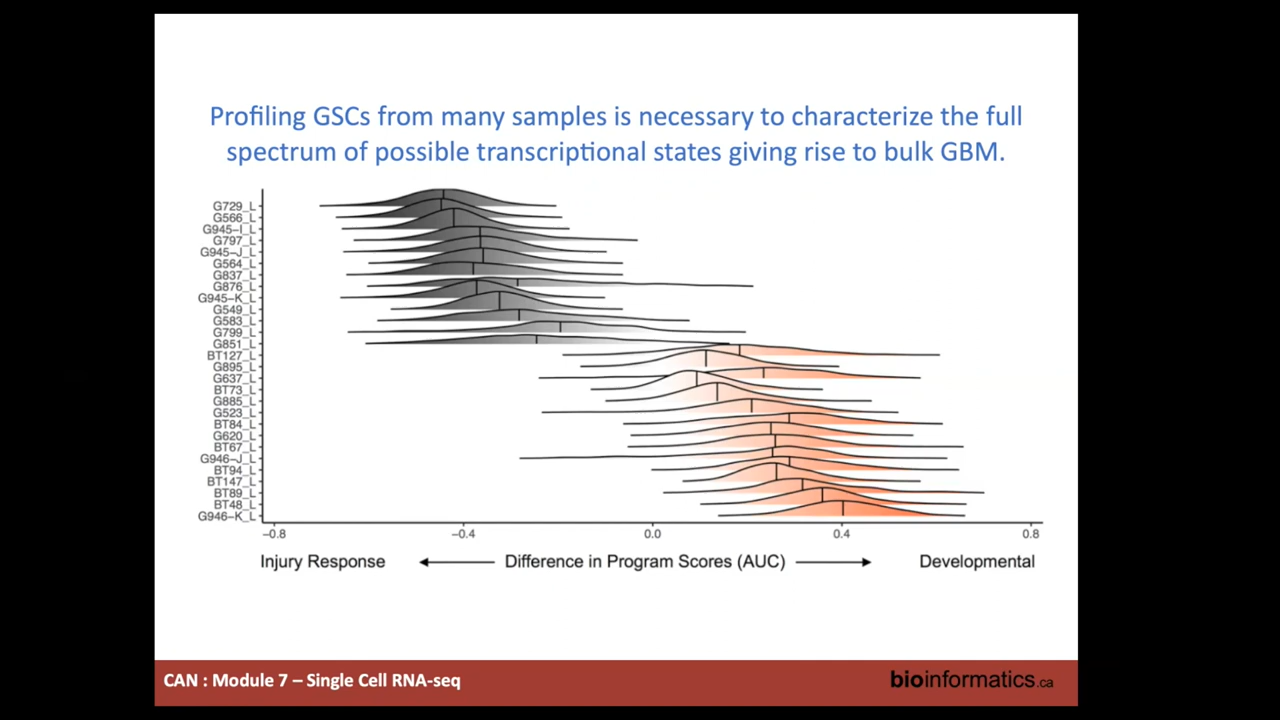 Profiling GSCs from many samples is necessary to characterize the full
spectrum of possible transcriptional states giving rise to bulk GBM.
G729_L
G566_L
G945-I_L
G797_L
G945-J_L
G564_L
G837_L
G876_L
G945-K_L
G549_L
G583_L
G799_L
G851_L
BT127_L
G895_L
G637_L
BT73_L
G885_L
G523_L
BT84_L
G620_L
BT67_L
G946-J_L
BT94_L
BT147_L
BT89_L
BT48_L
G946-K_L
-0.8 -0.4 0.0 0.4 0.8
Injury Response Difference in Program Scores (AUC) Developmental
CAN : Module 7 – Single Cell RNA-seq bioinformatics.ca